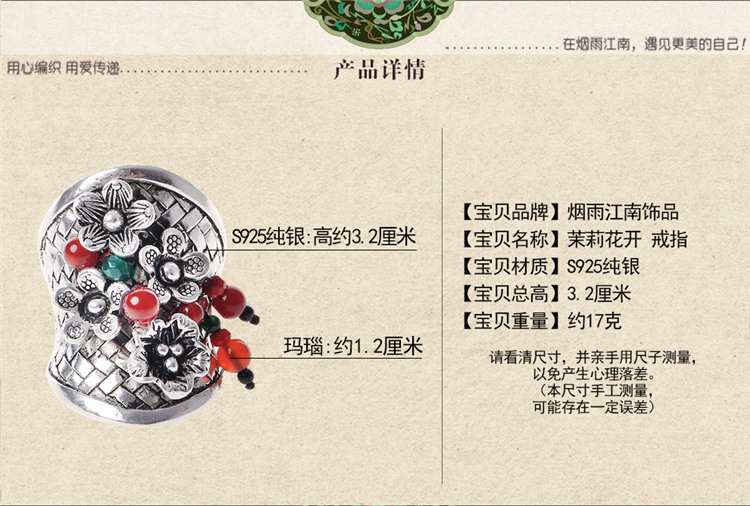 在烟雨江南，遇见更美的自己！
用心编织 用爱传递
产品详情
S925纯银:高约3.2厘米
玛瑙:约1.2厘米
【宝贝品牌】烟雨江南饰品
【宝贝名称】茉莉花开 戒指
【宝贝材质】S925纯银
【宝贝总高】3.2厘米
【宝贝重量】约17克
请看清尺寸，并亲手用尺子测量，
以免产生心理落差。
（本尺寸手工测量，
可能存在一定误差）